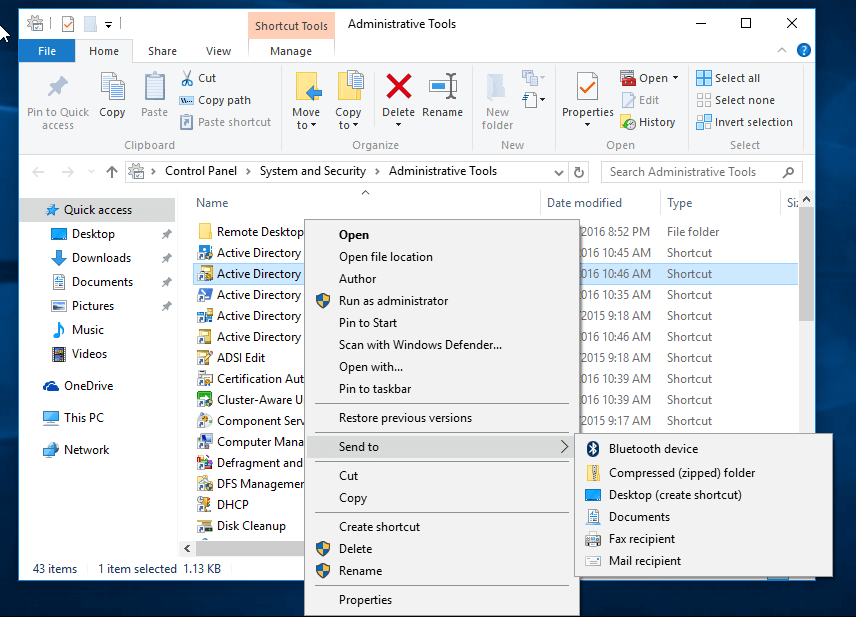 Shortcut Tools
Administrative Tools
File
Home
Share
View
Manage
Pin to Quick access
Copy
Paste
Cut
Copy path
Paste shortcut
Clipboard
Move to
Copy to
Delete
Rename
Organize
New folder
New
Properties
Open
Edit
History
Open
Select all
Select none
Invert selection
Select
Control Panel > System and Security > Administrative Tools
Search Administrative Tools
Name
Date modified
Type
Quick access
Desktop
Downloads
Documents
Pictures
Music
Videos
OneDrive
This PC
Network
Remote Desktop 2016 8:52 PM File folder
Active Directory 016 10:45 AM Shortcut
Active Directory 016 10:46 AM Shortcut
Active Directory 016 10:35 AM Shortcut
Active Directory 2015 9:18 AM Shortcut
Active Directory 016 10:46 AM Shortcut
ADSI Edit 2015 9:18 AM Shortcut
Certification Aut 016 10:39 AM Shortcut
Cluster-Aware U 016 10:39 AM Shortcut
Component Serv 2015 9:17 AM Shortcut
Computer Mana
Defragment and
DFS Managemen
DHCP
Disk Cleanup
43 items
1 item selected 1.13 KB
Open
Open file location
Author
Run as administrator
Pin to Start
Scan with Windows Defender...
Open with...
Pin to taskbar
Restore previous versions
Send to
Cut
Copy
Create shortcut
Delete
Rename
Properties
Bluetooth device
Compressed (zipped) folder
Desktop (create shortcut)
Documents
Fax recipient
Mail recipient